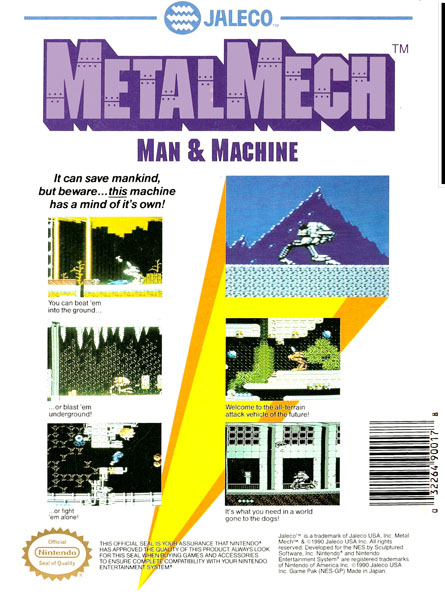 JALECO™
METALMECH™
MAN & MACHINE
It can save mankind,
but beware...this machine
has a mind of it's own!
You can beat 'em
into the ground...
...or blast 'em
underground!
Welcome to the all-terrain
attack vehicle of the future!
...or fight
'em alone!
It's what you need in a world
gone to the dogs!
0 32264 90017 8
Official
Nintendo
Seal of Quality
THIS OFFICIAL SEAL IS YOUR ASSURANCE THAT NINTENDO®
HAS APPROVED THE QUALITY OF THIS PRODUCT. ALWAYS LOOK
FOR THIS SEAL WHEN BUYING GAMES AND ACCESSORIES
TO ENSURE COMPLETE COMPATIBILITY WITH YOUR NINTENDO
ENTERTAINMENT SYSTEM®
Jaleco™ is a trademark of Jaleco USA, Inc. Metal
Mech™ & ©1990 Jaleco USA Inc. All rights
reserved. Developed for the NES by Sculptured
Software, Inc. Nintendo® and Nintendo
Entertainment System® are registered trademarks
of Nintendo of America Inc. ©1990 Jaleco USA
Inc. Game Pak (NES-GP) Made in Japan.